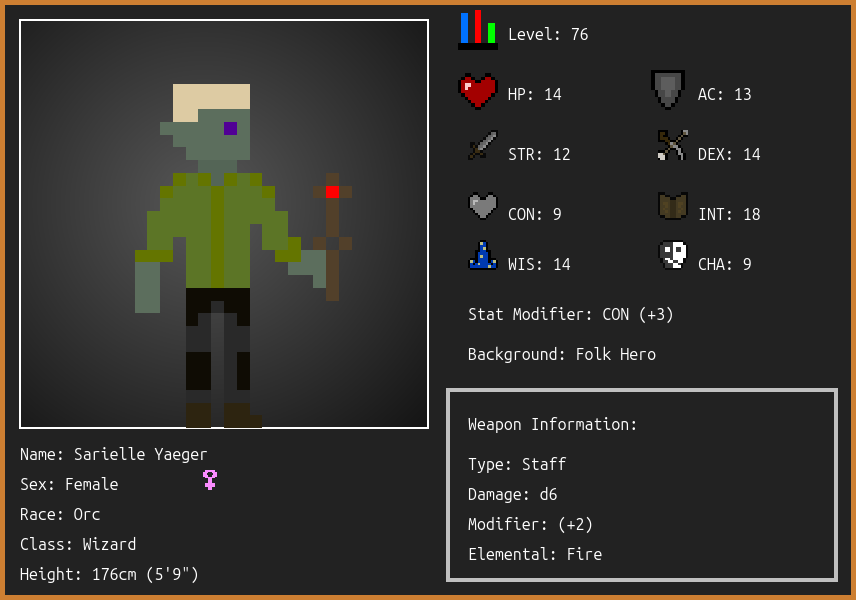 Level: 76
HP: 14
AC: 13
STR: 12
DEX: 14
CON: 9
INT: 18
WIS: 14
CHA: 9
Stat Modifier: CON (+3)
Background: Folk Hero
Weapon Information:
Type: Staff
Damage: d6
Modifier: (+2)
Elemental: Fire
Name: Sarielle Yaeger
Sex: Female
Race: Orc
Class: Wizard
Height: 176cm (5'9")